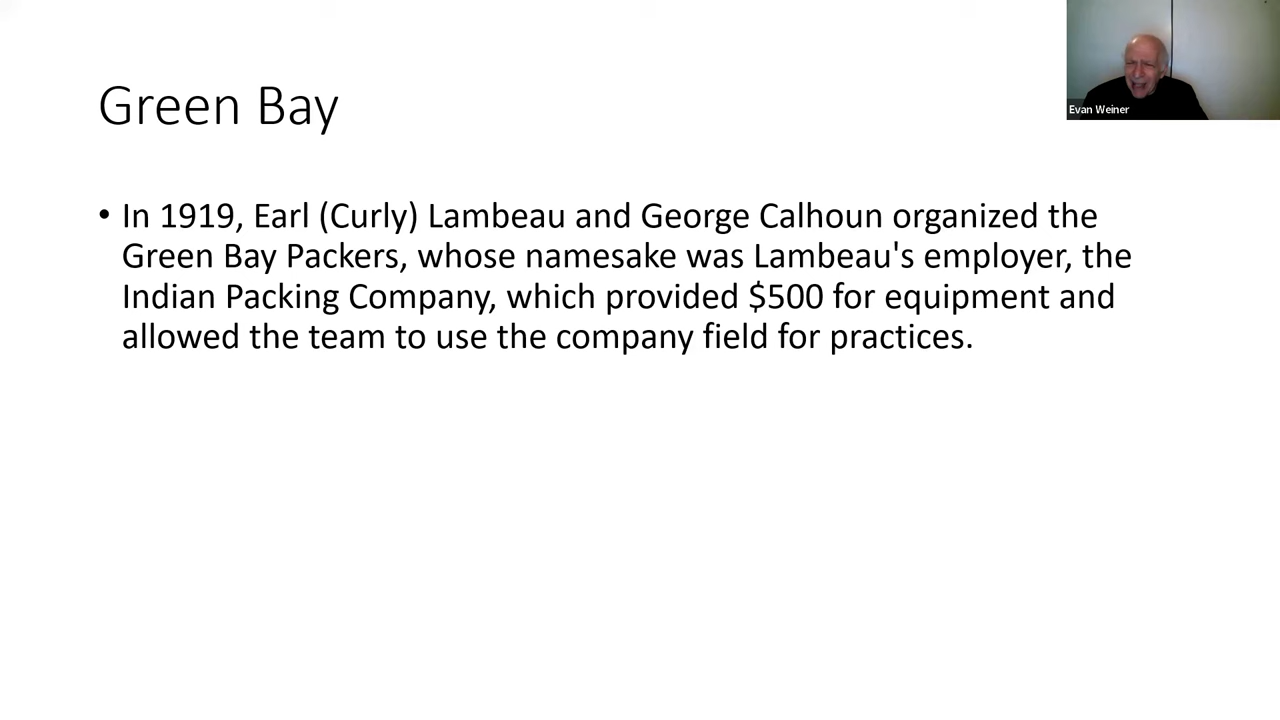 Green Bay
Evan Weiner
• In 1919, Earl (Curly) Lambeau and George Calhoun organized the
Green Bay Packers, whose namesake was Lambeau's employer, the
Indian Packing Company, which provided $500 for equipment and
allowed the team to use the company field for practices.